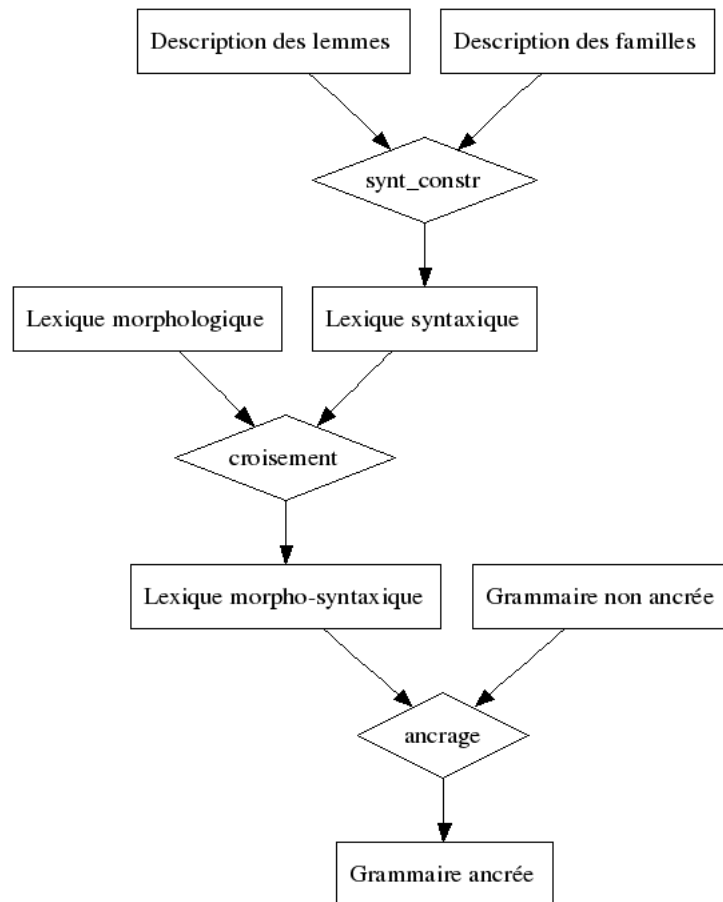 Description des lemmes
Description des familles
synt_constr
Lexique morphologique
Lexique syntaxique
croisement
Lexique morpho-syntaxique
Grammaire non ancrée
ancrage
Grammaire ancrée